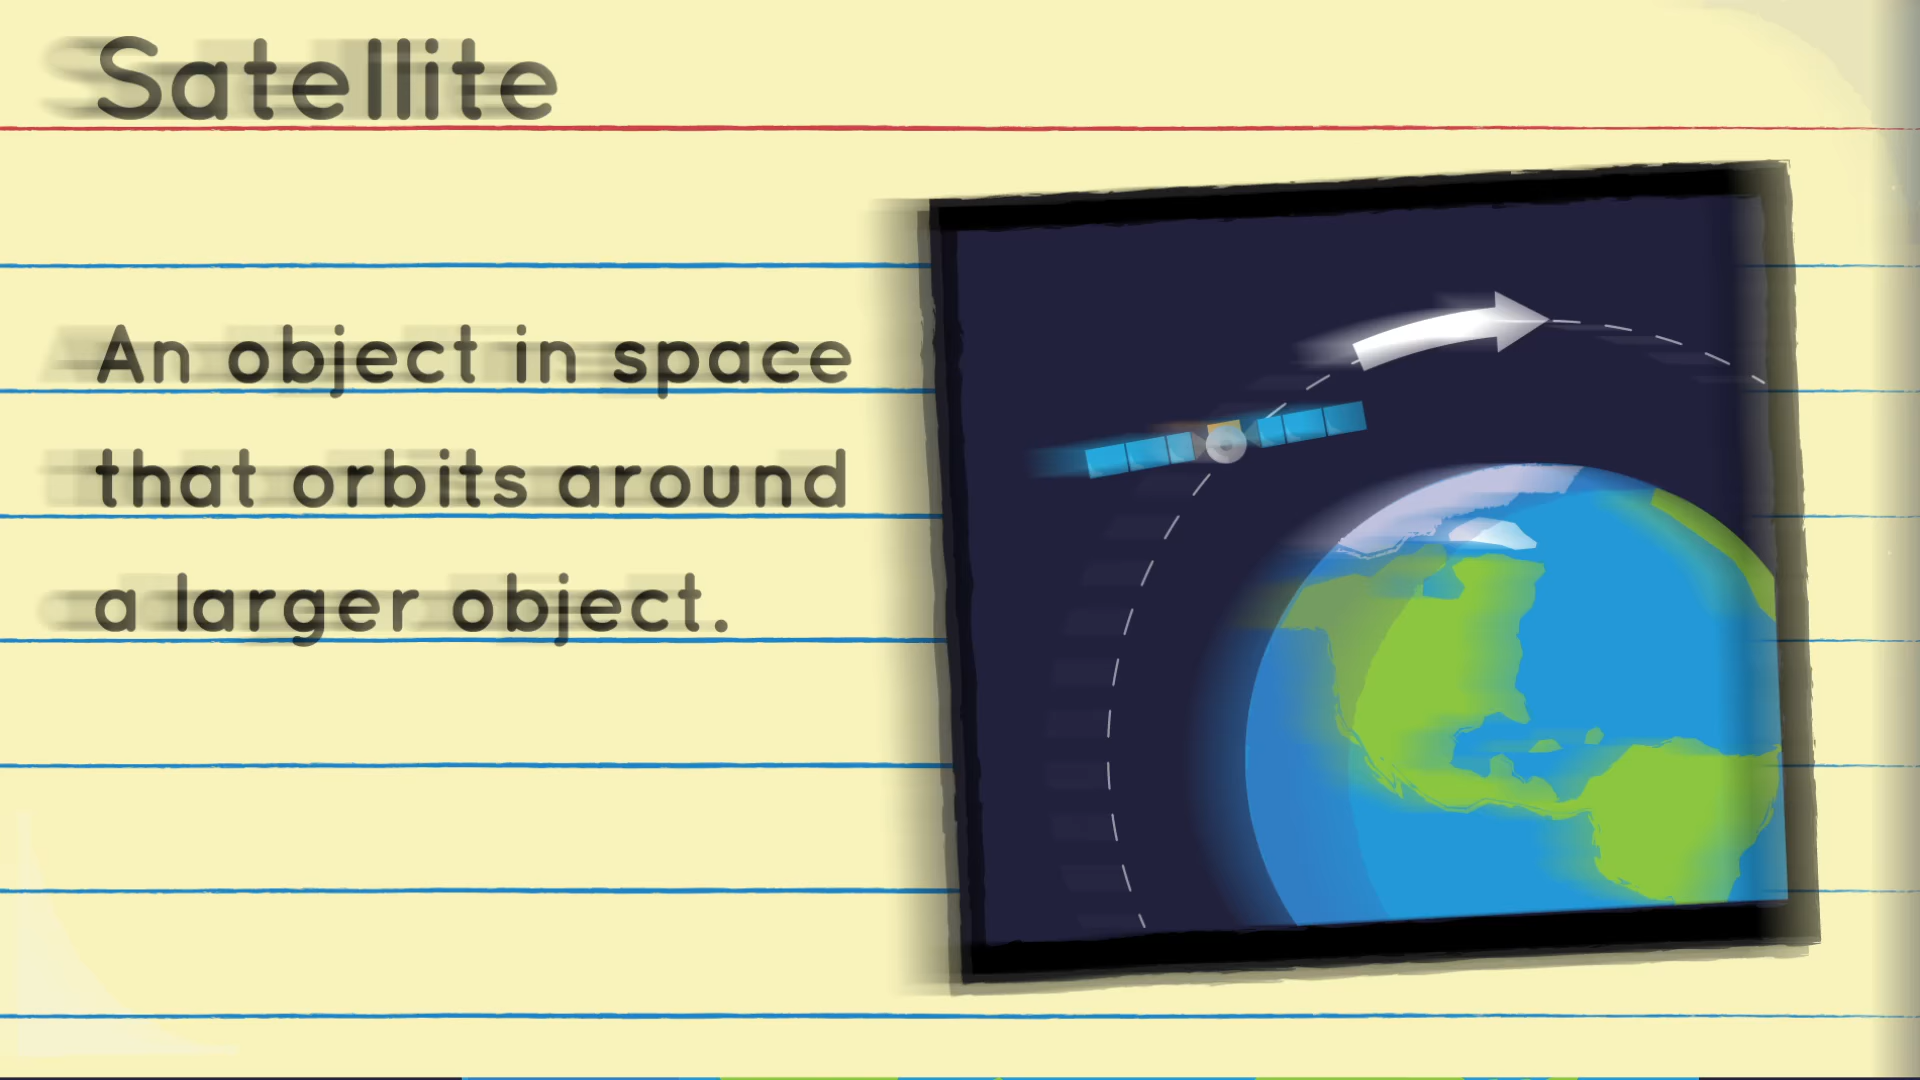 Satellite
An object in space
that orbits around
a larger object.